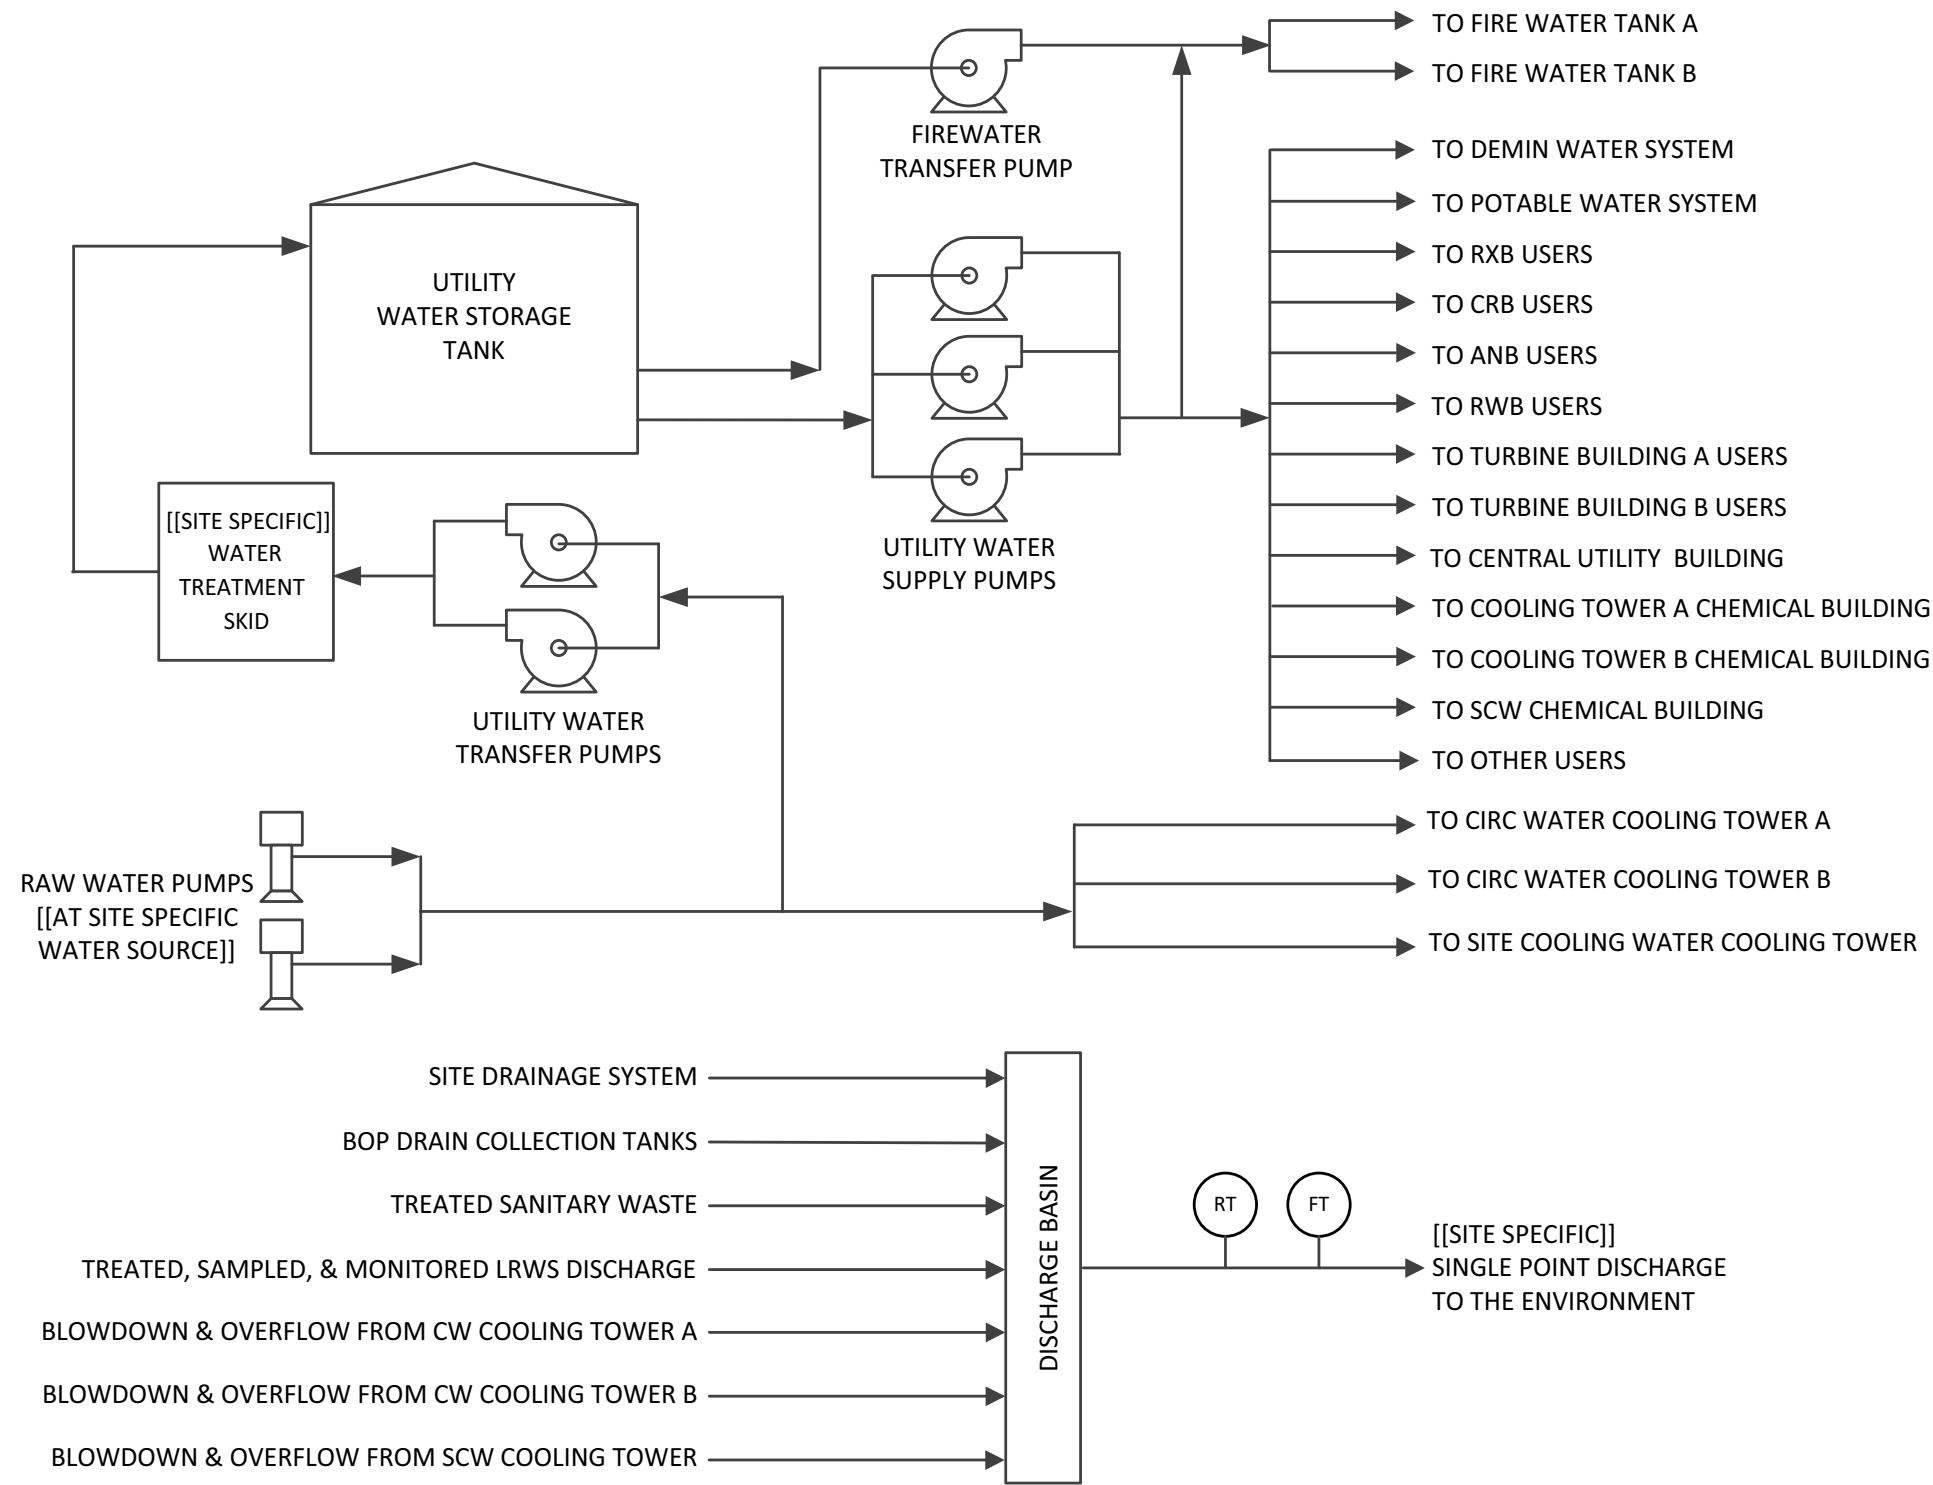 TO FIRE WATER TANK A
TO FIRE WATER TANK B
FIREWATER
TRANSFER PUMP
TO DEMIN WATER SYSTEM
TO POTABLE WATER SYSTEM
TO RXB USERS
TO CRB USERS
TO ANB USERS
TO RWB USERS
TO TURBINE BUILDING A USERS
TO TURBINE BUILDING B USERS
TO CENTRAL UTILITY  BUILDING
TO COOLING TOWER A CHEMICAL BUILDING
TO COOLING TOWER B CHEMICAL BUILDING
TO SCW CHEMICAL BUILDING
TO OTHER USERS
UTILITY
WATER STORAGE
TANK
UTILITY WATER
SUPPLY PUMPS
[[SITE SPECIFIC]]
WATER
TREATMENT
SKID
UTILITY WATER
TRANSFER PUMPS
RAW WATER PUMPS
[[AT SITE SPECIFIC
WATER SOURCE]]
TO CIRC WATER COOLING TOWER A
TO CIRC WATER COOLING TOWER B
TO SITE COOLING WATER COOLING TOWER
SITE DRAINAGE SYSTEM
BOP DRAIN COLLECTION TANKS
TREATED SANITARY WASTE
TREATED, SAMPLED, & MONITORED LRWS DISCHARGE
BLOWDOWN & OVERFLOW FROM CW COOLING TOWER A
BLOWDOWN & OVERFLOW FROM CW COOLING TOWER B
BLOWDOWN & OVERFLOW FROM SCW COOLING TOWER
DISCHARGE BASIN
RT
FT
[[SITE SPECIFIC]]
SINGLE POINT DISCHARGE
TO THE ENVIRONMENT